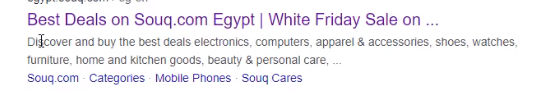 Best Deals on Souq.com Egypt | White Friday Sale on ...
Discover and buy the best deals electronics, computers, apparel & accessories, shoes, watches,
furniture, home and kitchen goods, beauty & personal care, ...
Souq.com · Categories · Mobile Phones · Souq Cares